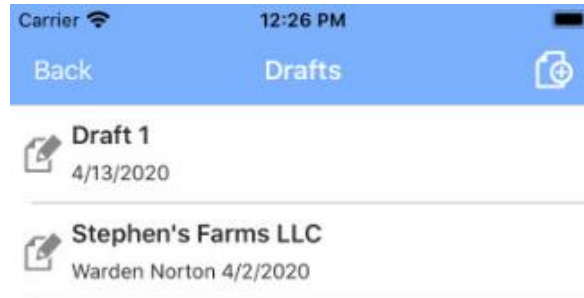 Carrier 12:26 PM
Back Drafts
Draft 1
4/13/2020
Stephen's Farms LLC
Warden Norton 4/2/2020